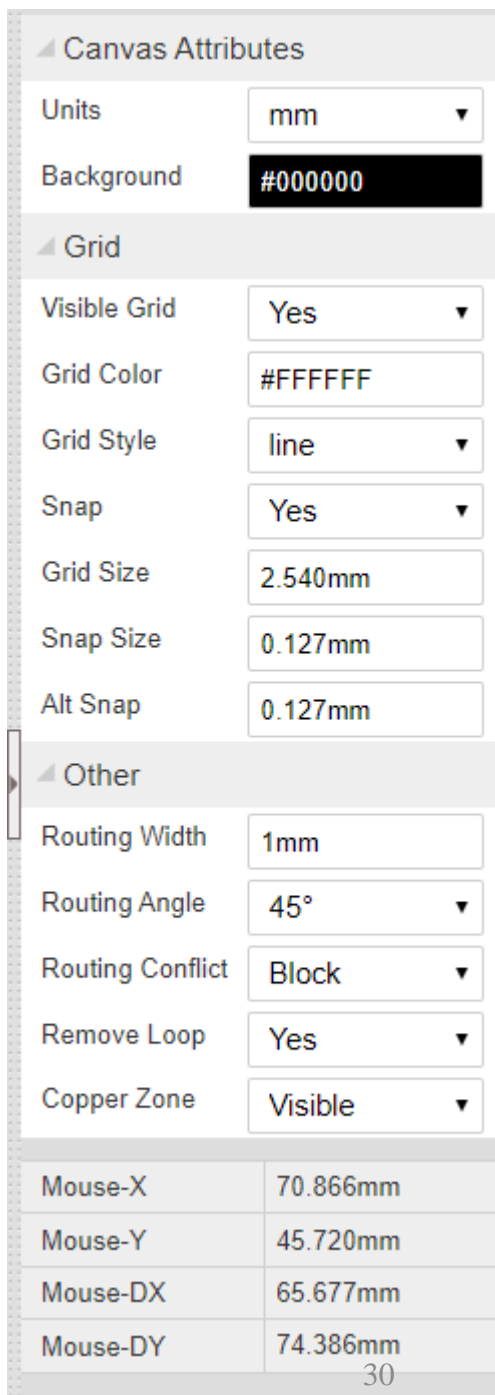 Canvas Attributes
Units mm
Background #000000
Grid
Visible Grid Yes
Grid Color #FFFFFF
Grid Style line
Snap Yes
Grid Size 2.540mm
Snap Size 0.127mm
Alt Snap 0.127mm
Other
Routing Width 1mm
Routing Angle 45°
Routing Conflict Block
Remove Loop Yes
Copper Zone Visible
Mouse-X 70.866mm
Mouse-Y 45.720mm
Mouse-DX 65.677mm
Mouse-DY 74.386mm
30